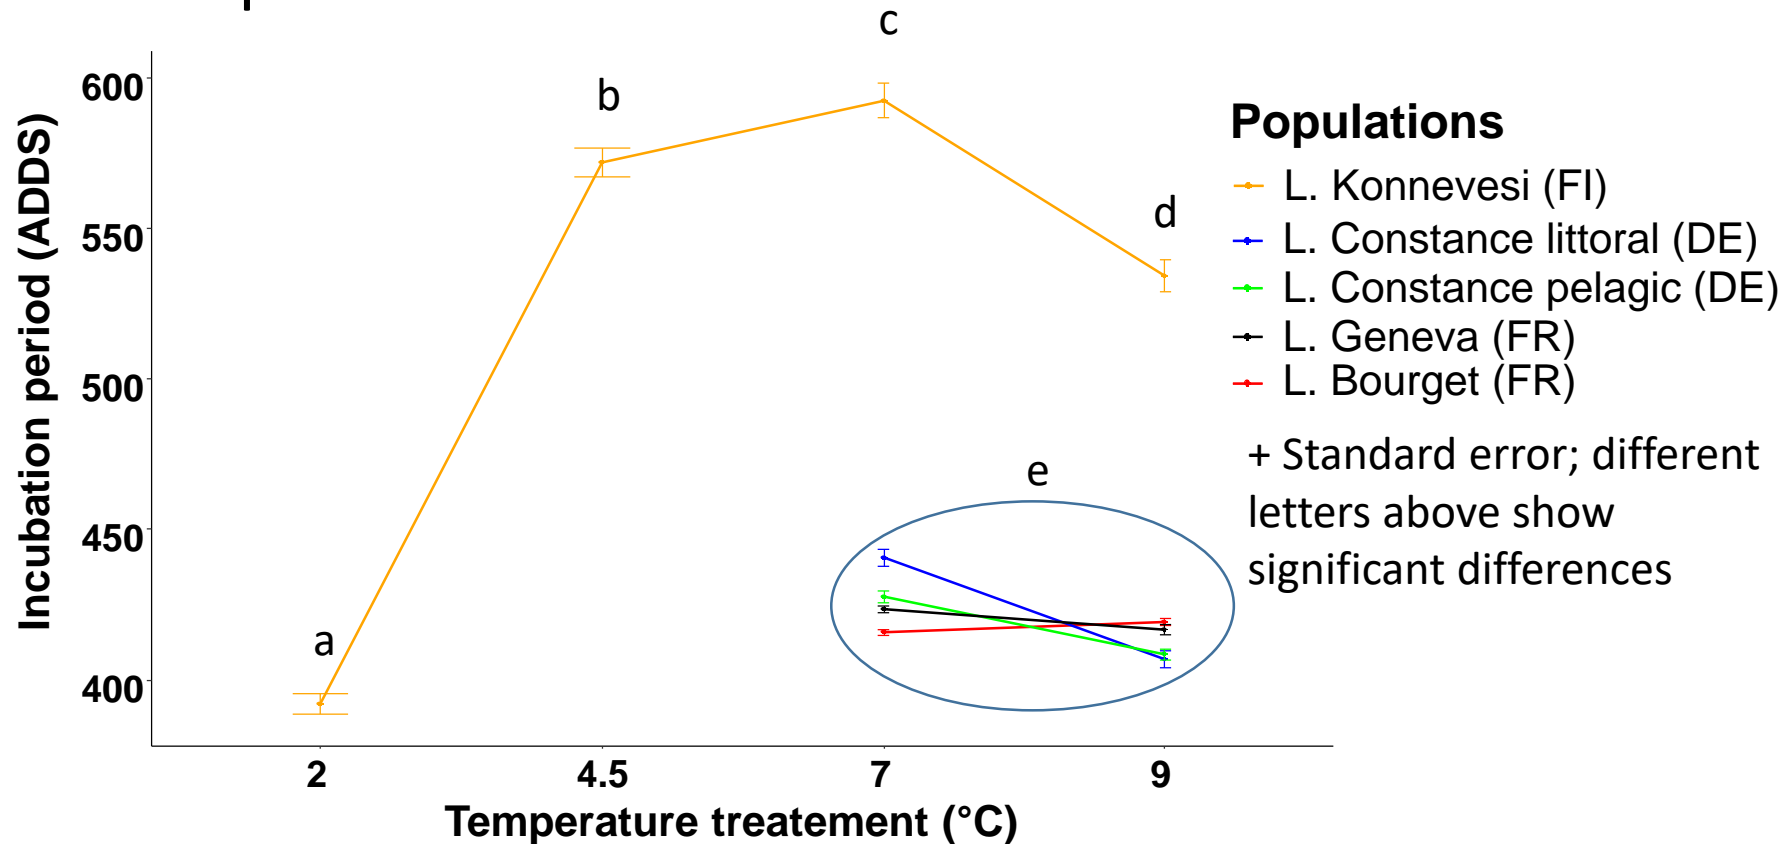 c
600
b
Populations
L. Konnevesi (FI)
d
550
L. Constance littoral (DE)
L. Constance pelagic (DE)
L. Geneva (FR)
500
L. Bourget (FR)
+ Standard error; different
letters above show
significant differences
e
450
a
400
Incubation period (ADDS)
2 4.5 7 9
Temperature treatement (°C)